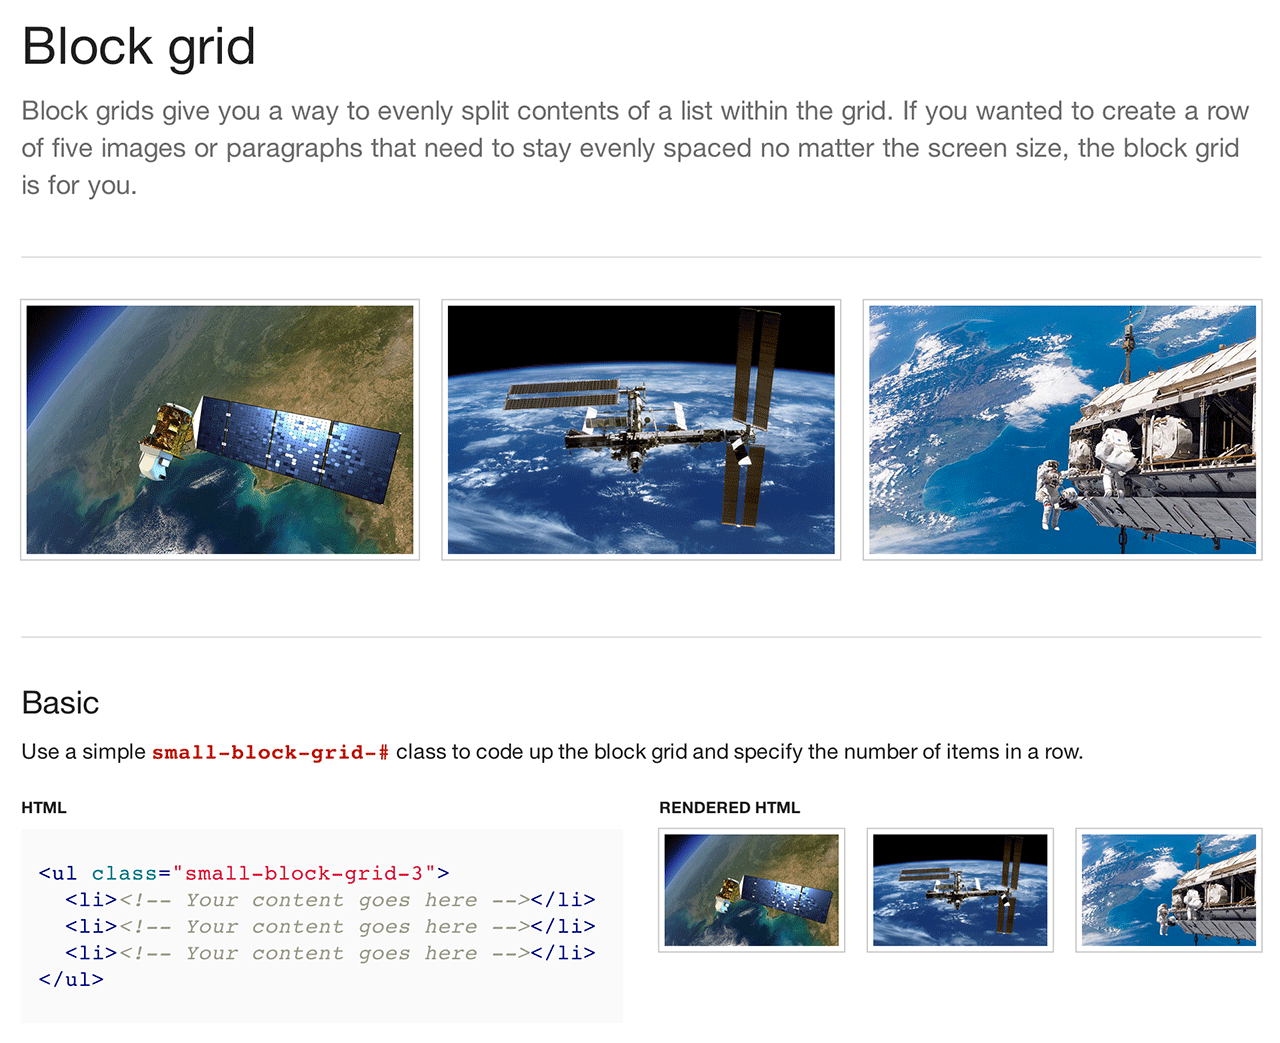 Block grid
Block grids give you a way to evenly split contents of a list within the grid. If you wanted to create a row
of five images or paragraphs that need to stay evenly spaced no matter the screen size, the block grid
is for you.
Basic
Use a simple small-block-grid-# class to code up the block grid and specify the number of items in a row.
HTML
<ul class="small-block-grid-3">
  <li><!-- Your content goes here --></li>
  <li><!-- Your content goes here --></li>
  <li><!-- Your content goes here --></li>
</ul>
RENDERED HTML